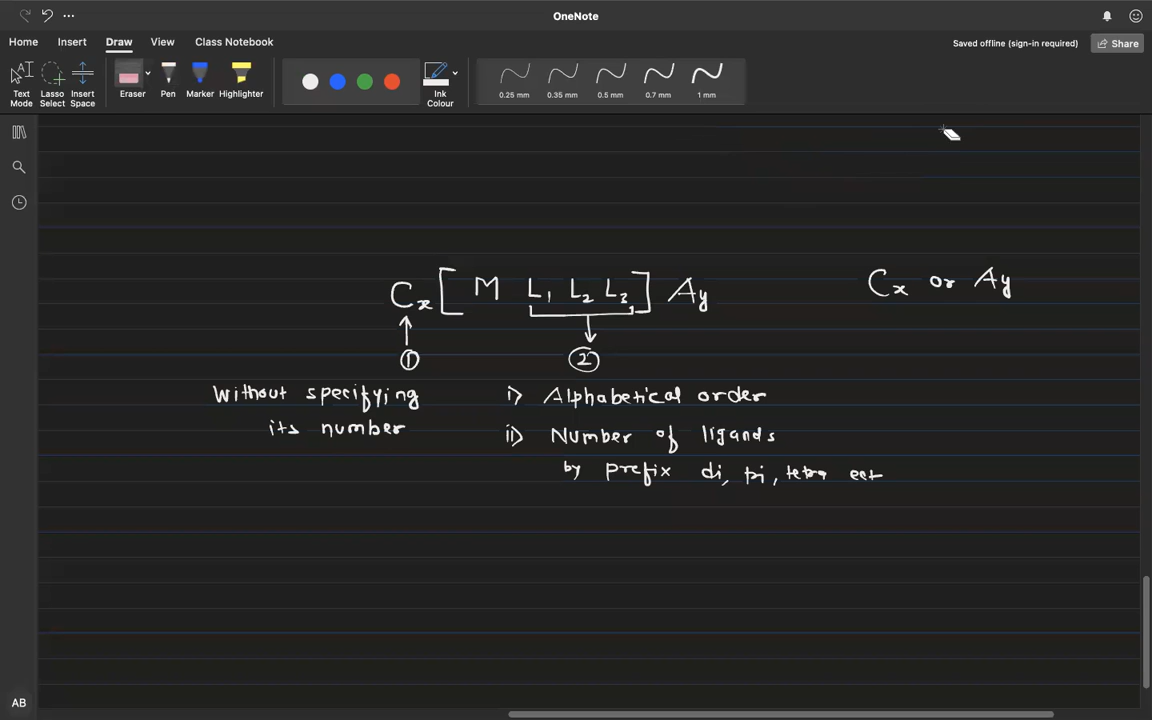 OneNote
Home Insert Draw View Class Notebook
Saved offline (sign-in required) Share
Text Mode
Lasso Select
Insert Space
Eraser
Pen
Marker
Highlighter
Ink Colour
0.25 mm 0.35 mm 0.5 mm 0.7 mm 1 mm
Cx [ M L1 L2 L3 ] Ay
Cx or Ay
① ②
Without specifying
its number
i) Alphabetical order
ii) Number of ligands
by prefix di, tri, tetra ect
AB